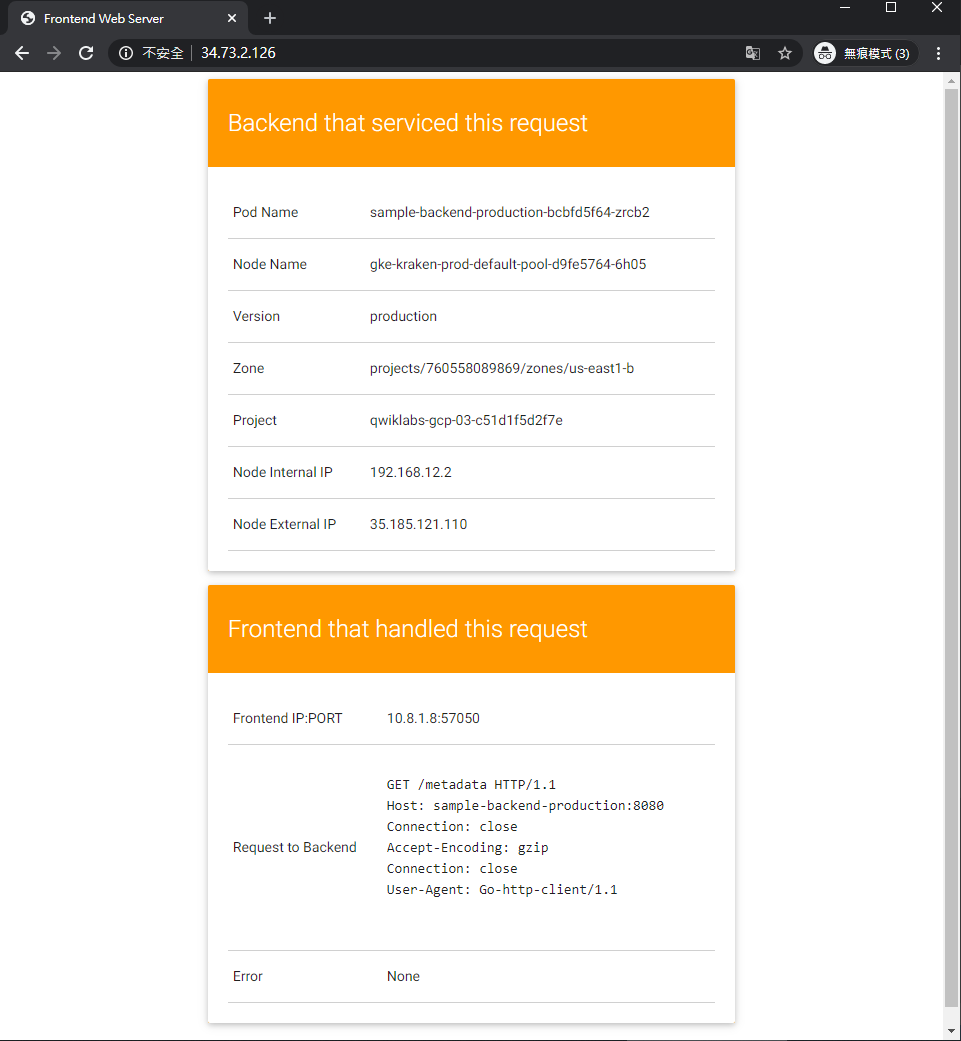 Frontend Web Server
不安全 34.73.2.126 無痕模式 (3)
Backend that serviced this request
Pod Name sample-backend-production-bcbfd5f64-zrcb2
Node Name gke-kraken-prod-default-pool-d9fe5764-6h05
Version production
Zone projects/760558089869/zones/us-east1-b
Project qwiklabs-gcp-03-c51d1f5d2f7e
Node Internal IP 192.168.12.2
Node External IP 35.185.121.110
Frontend that handled this request
Frontend IP:PORT 10.8.1.8:57050
Request to Backend
GET /metadata HTTP/1.1
Host: sample-backend-production:8080
Connection: close
Accept-Encoding: gzip
Connection: close
User-Agent: Go-http-client/1.1
Error None